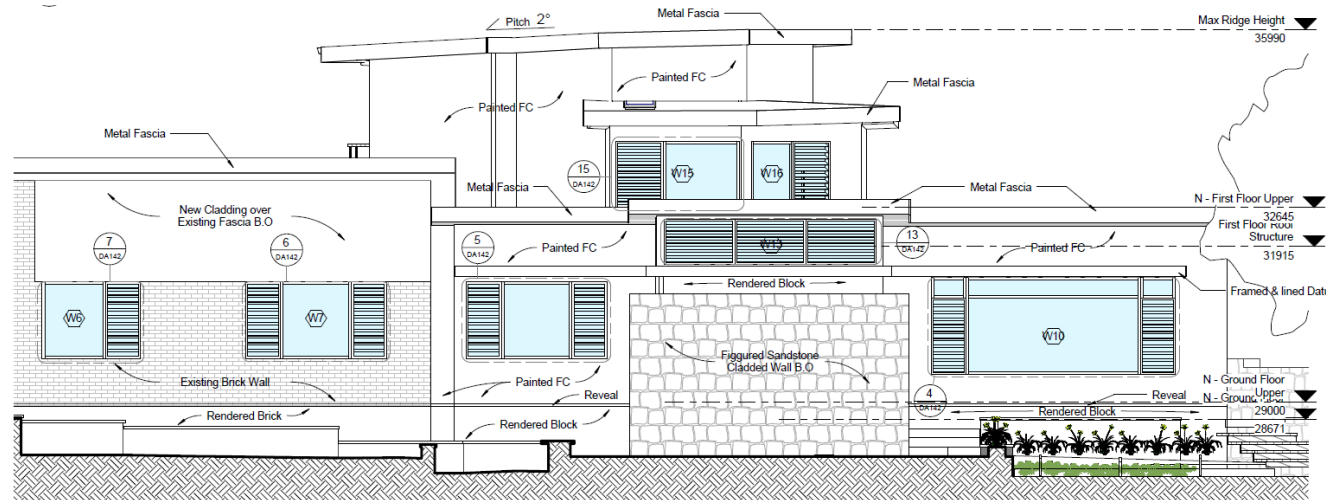 Pitch 2°
Metal Fascia
Max Ridge Height
35990
Painted FC
Painted FC
Metal Fascia
Metal Fascia
15
DA142
W15
W16
Metal Fascia
Metal Fascia
N - First Floor Upper
32645
New Cladding over
Existing Fascia B.O
First Floor Roof
Structure
31915
7
DA142
6
DA142
5
DA142
Painted FC
W13
13
DA142
Painted FC
Rendered Block
Framed & lined Dat
W6
W7
W10
Figgured Sandstone
Cladded Wall B.O
Existing Brick Wall
Painted FC
Reveal
4
DA142
Reveal
N - Ground Floor
Upper
N - Ground
29000
28671
Rendered Brick
Rendered Block
Rendered Block